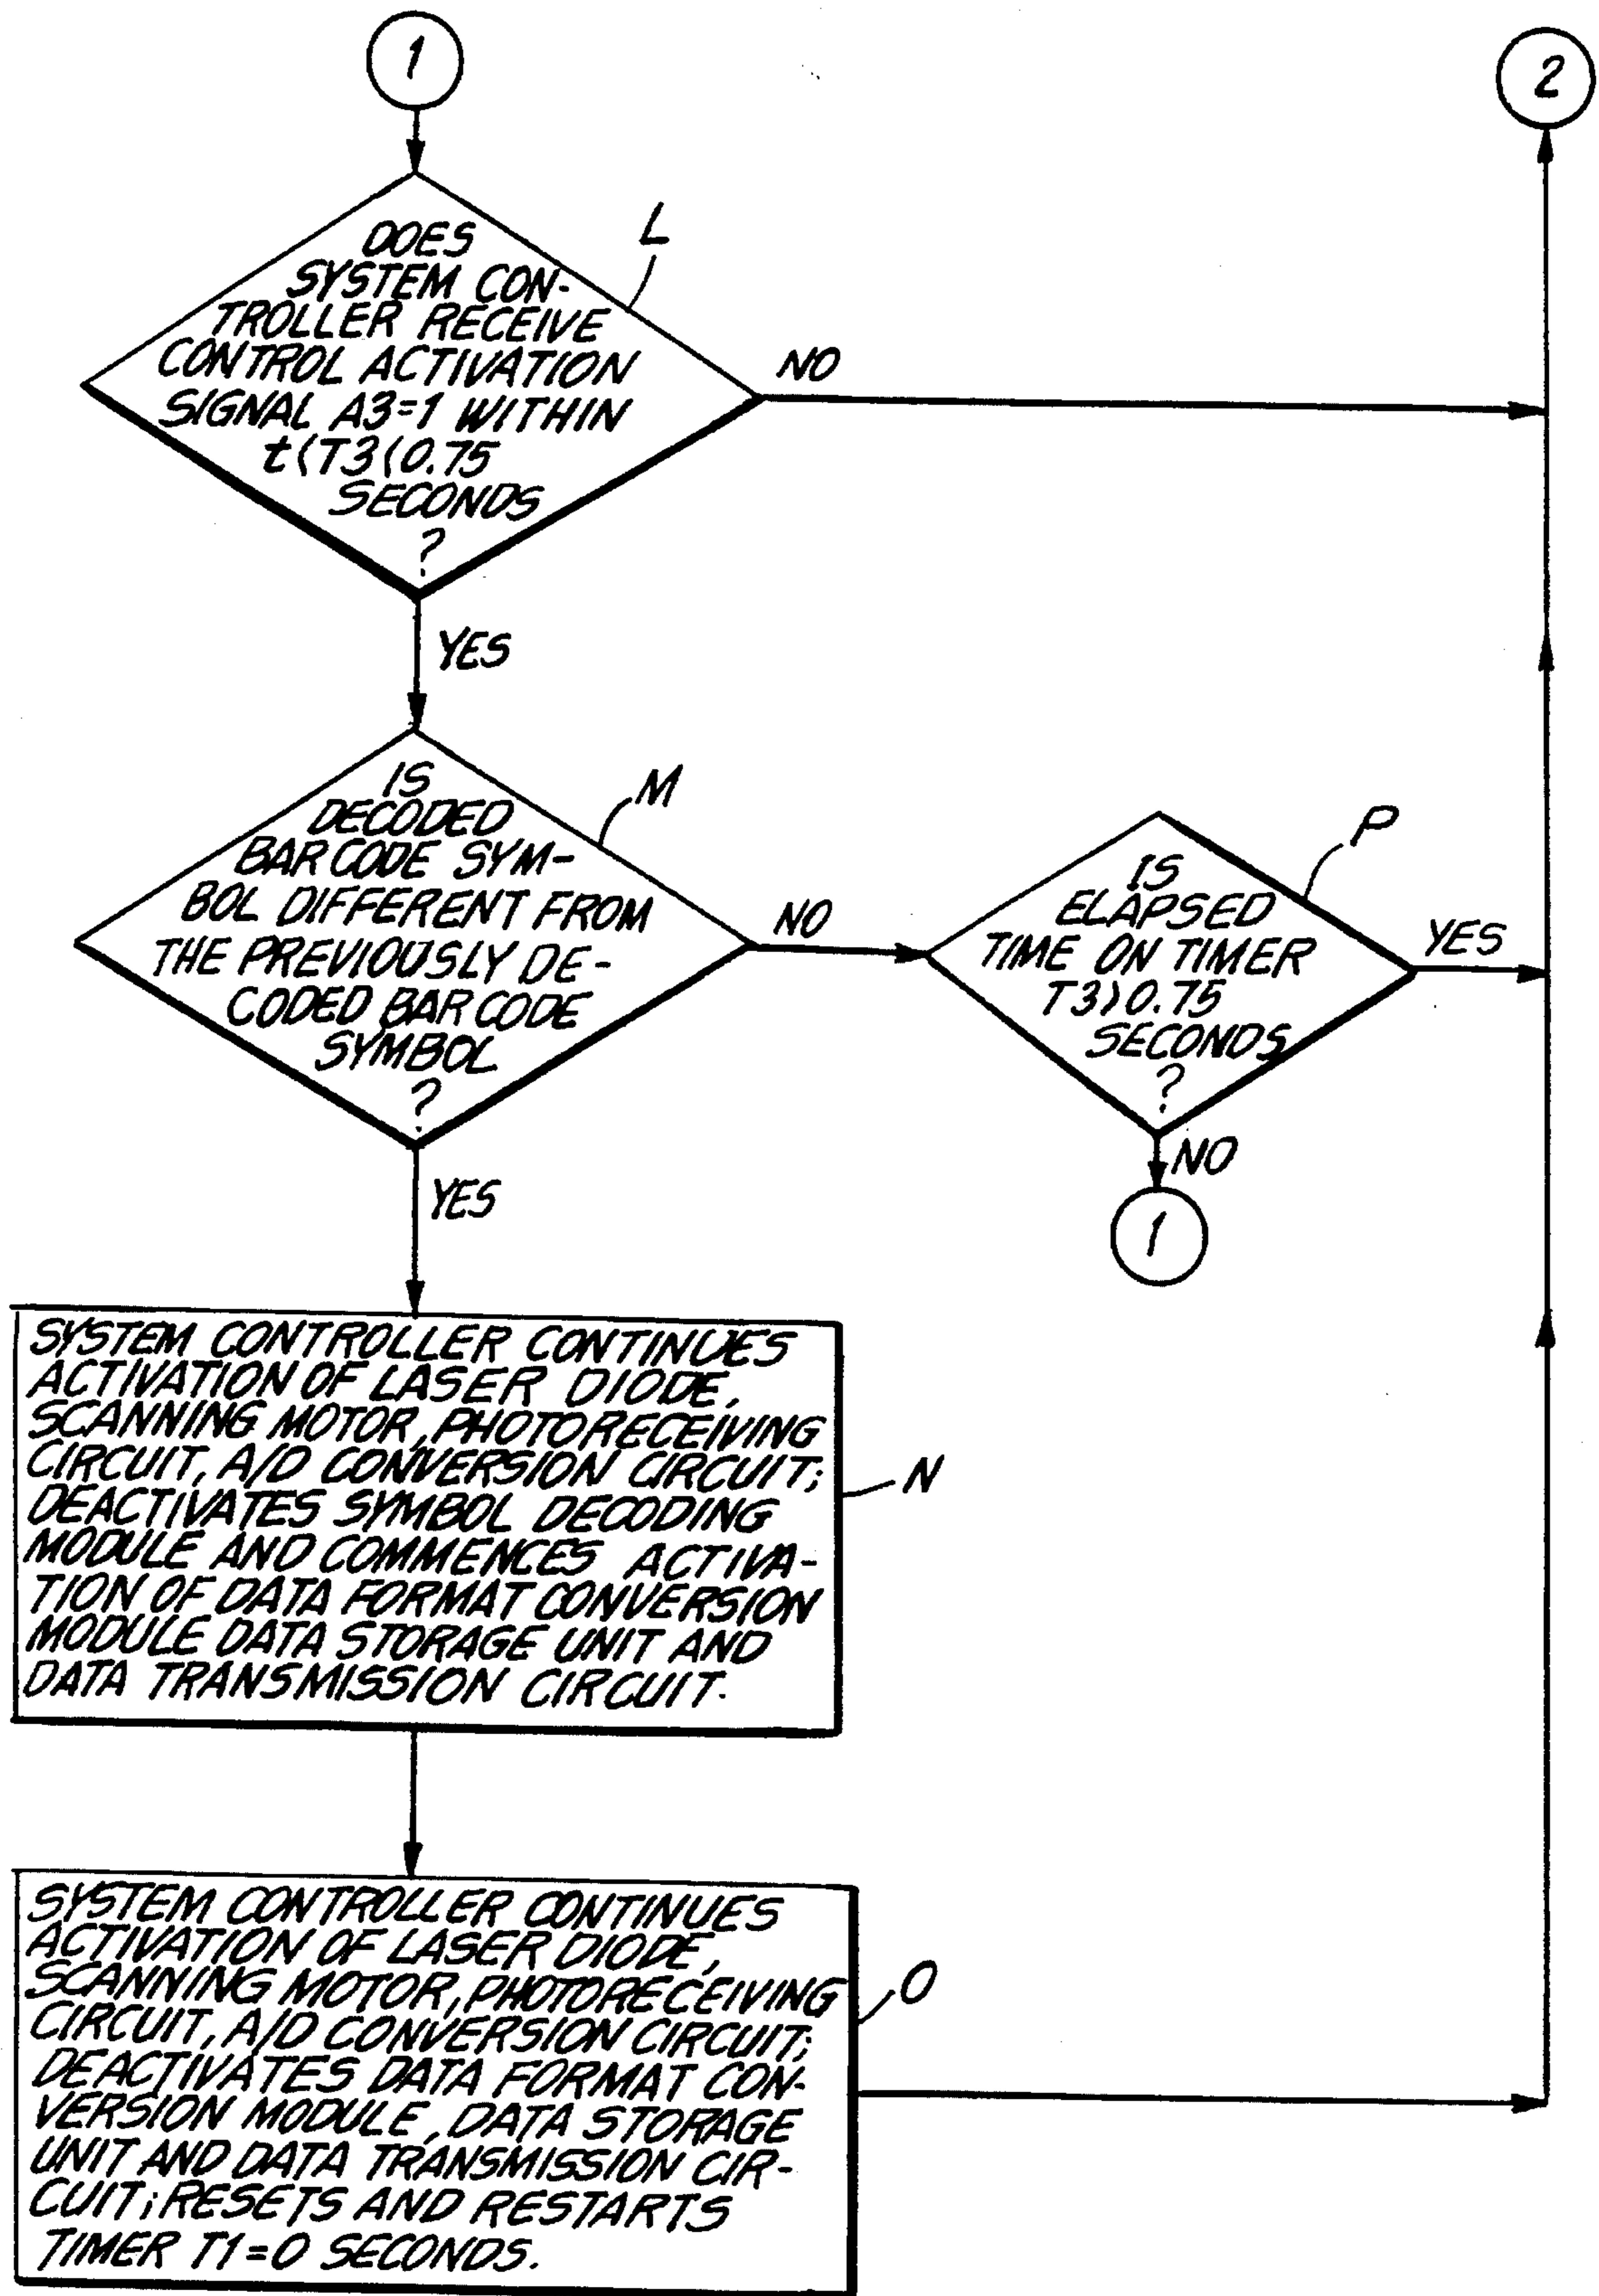 1
2
DOES
SYSTEM CON-
TROLLER RECEIVE
CONTROL ACTIVATION
SIGNAL A3=1 WITHIN
t<T3<0.75
SECONDS
?
L
NO
YES
IS
DECODED
BAR CODE SYM-
BOL DIFFERENT FROM
THE PREVIOUSLY DE-
CODED BAR CODE
SYMBOL
?
M
NO
IS
ELAPSED
TIME ON TIMER
T3>0.75
SECONDS
?
P
YES
NO
1
YES
SYSTEM CONTROLLER CONTINUES
ACTIVATION OF LASER DIODE,
SCANNING MOTOR, PHOTORECEIVING
CIRCUIT, A/D CONVERSION CIRCUIT;
DEACTIVATES SYMBOL DECODING
MODULE AND COMMENCES ACTIVA-
TION OF DATA FORMAT CONVERSION
MODULE DATA STORAGE UNIT AND
DATA TRANSMISSION CIRCUIT.
N
SYSTEM CONTROLLER CONTINUES
ACTIVATION OF LASER DIODE,
SCANNING MOTOR, PHOTORECEIVING
CIRCUIT, A/D CONVERSION CIRCUIT;
DEACTIVATES DATA FORMAT CON-
VERSION MODULE, DATA STORAGE
UNIT AND DATA TRANSMISSION CIR-
CUIT; RESETS AND RESTARTS
TIMER T1=0 SECONDS.
O